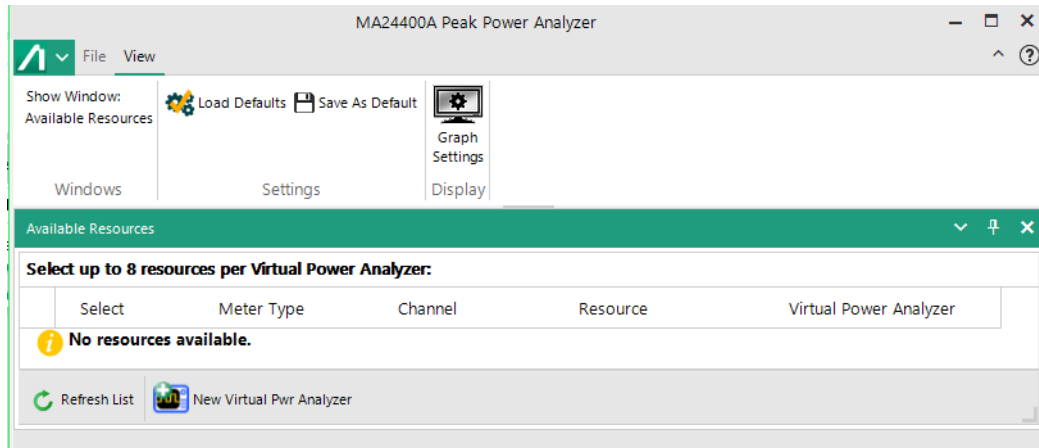 MA24400A Peak Power Analyzer
File View
Show Window:
Available Resources
Load Defaults Save As Default
Graph
Settings
Windows Settings Display
Available Resources
Select up to 8 resources per Virtual Power Analyzer:
Select Meter Type Channel Resource Virtual Power Analyzer
No resources available.
Refresh List New Virtual Pwr Analyzer